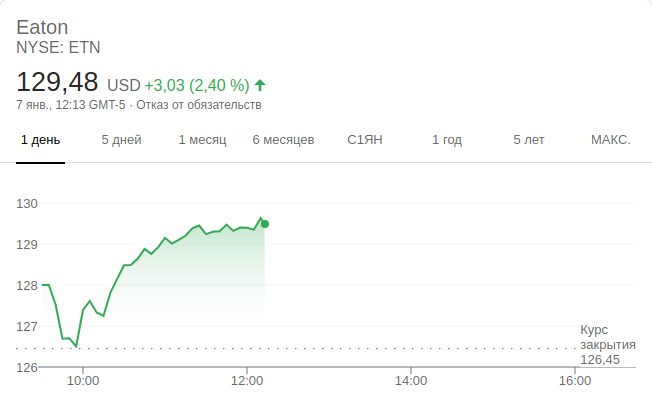 Eaton
NYSE: ETN
129,48 USD +3,03 (2,40 %)
7 янв., 12:13 GMT-5 · Отказ от обязательств
1 день 5 дней 1 месяц 6 месяцев С1ЯН 1 год 5 лет МАКС.
130
129
128
127
126
Курс
закрытия
126,45
10:00 12:00 14:00 16:00